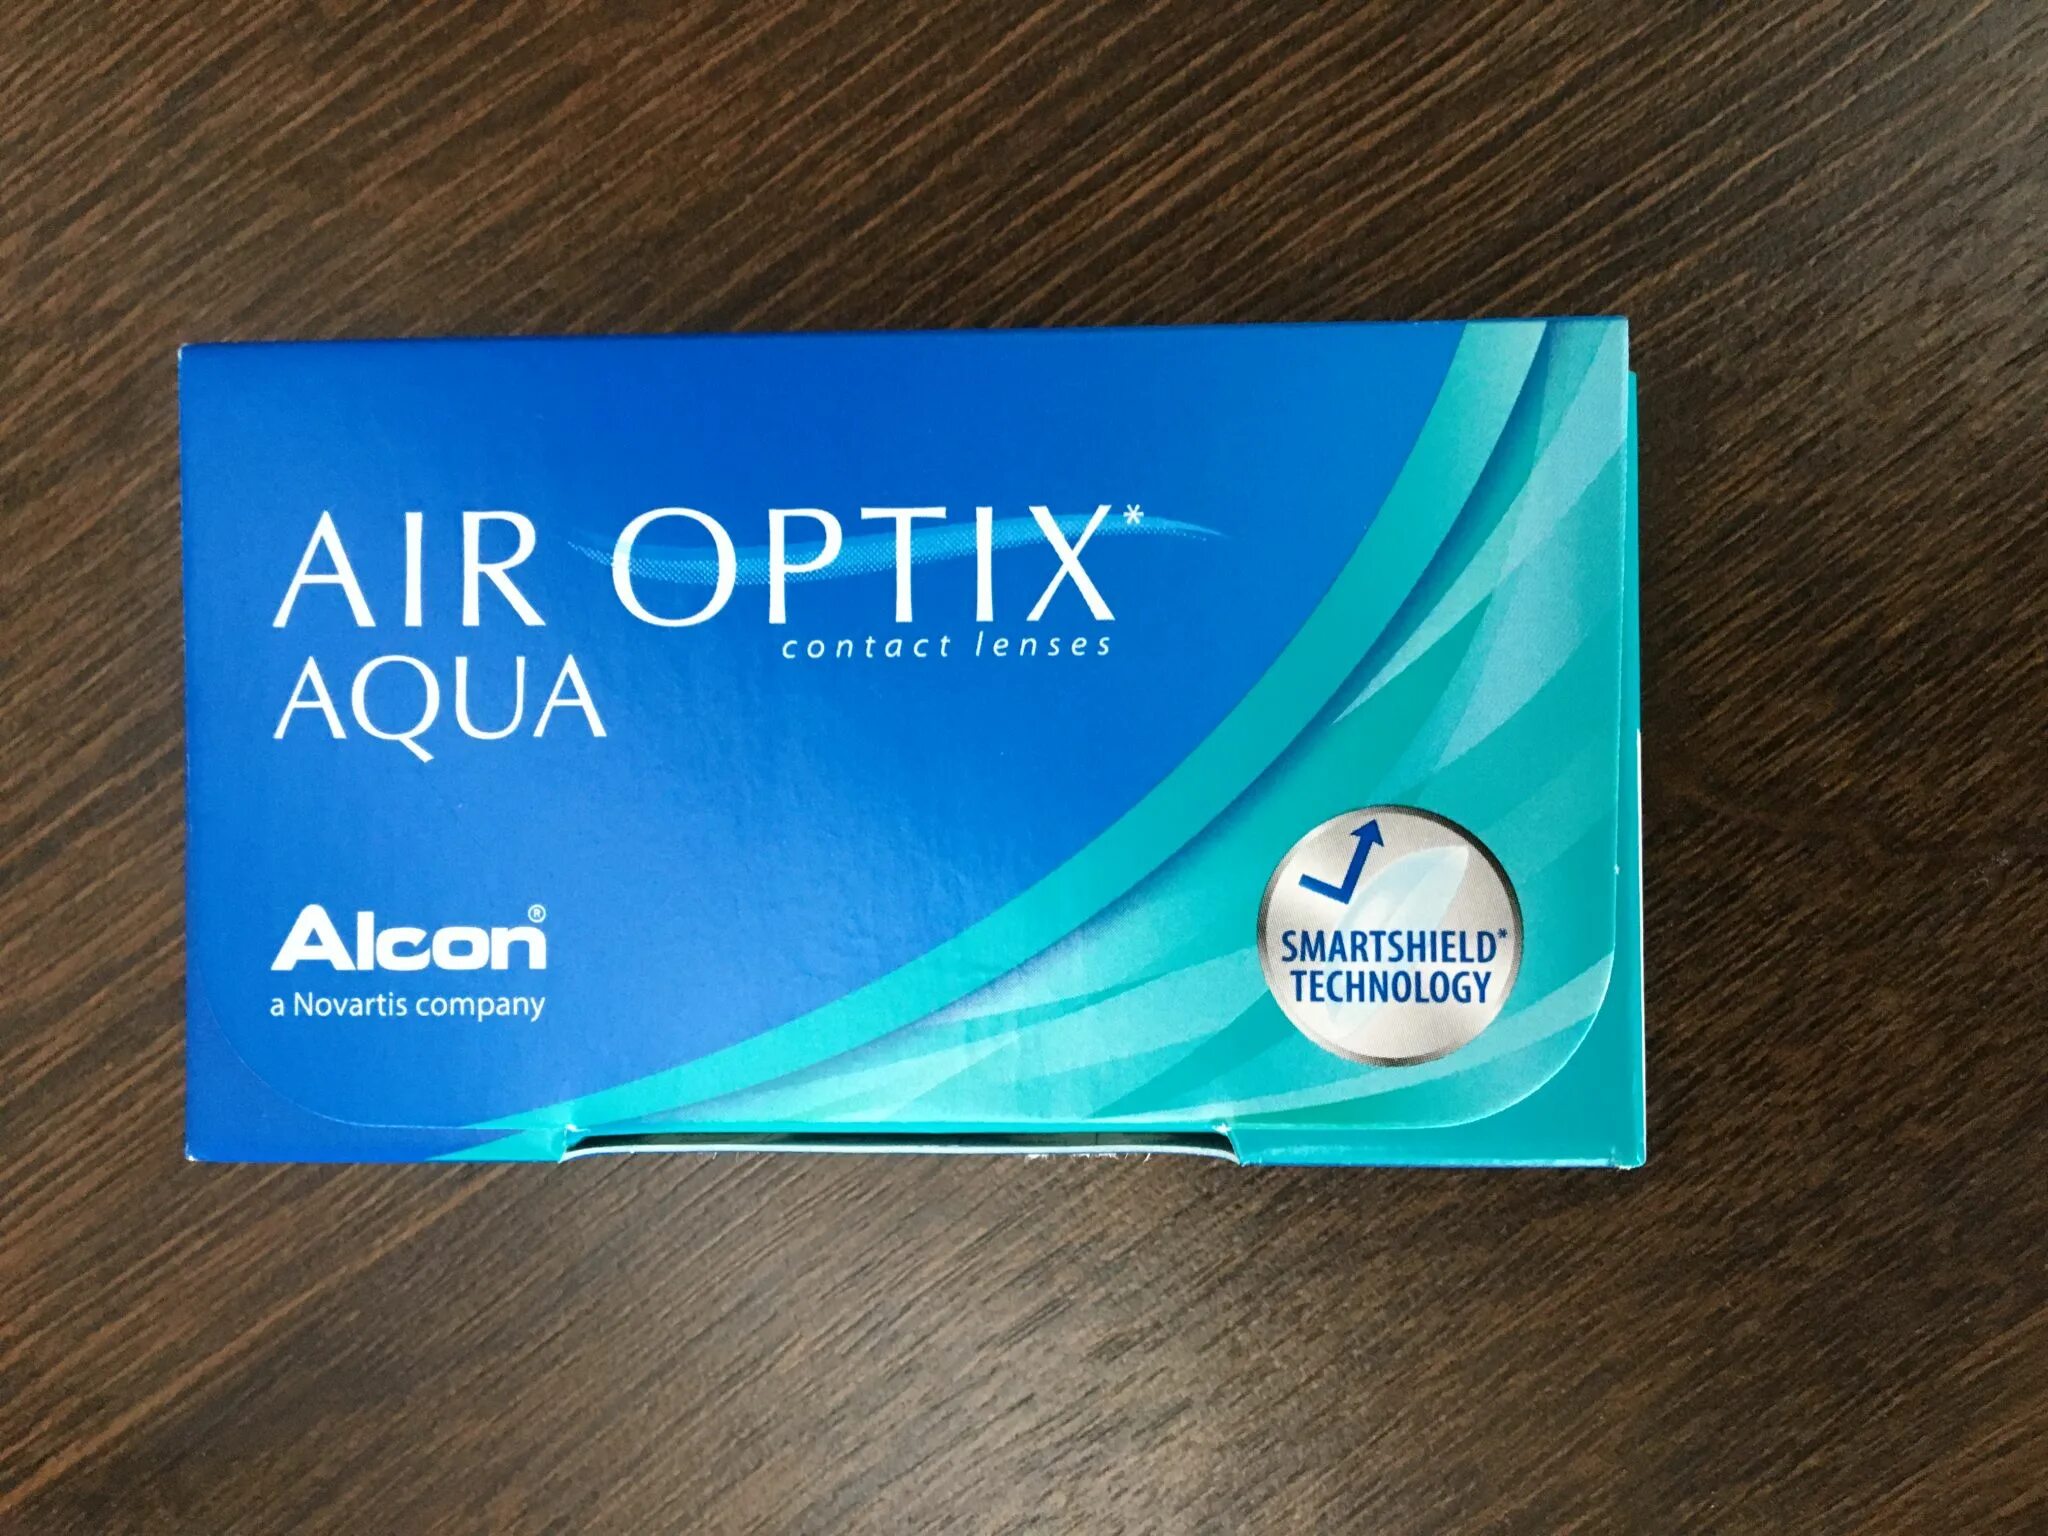 AIR OPTIX*
contact lenses
AQUA
Alcon®
a Novartis company
SMARTSHIELD*
TECHNOLOGY